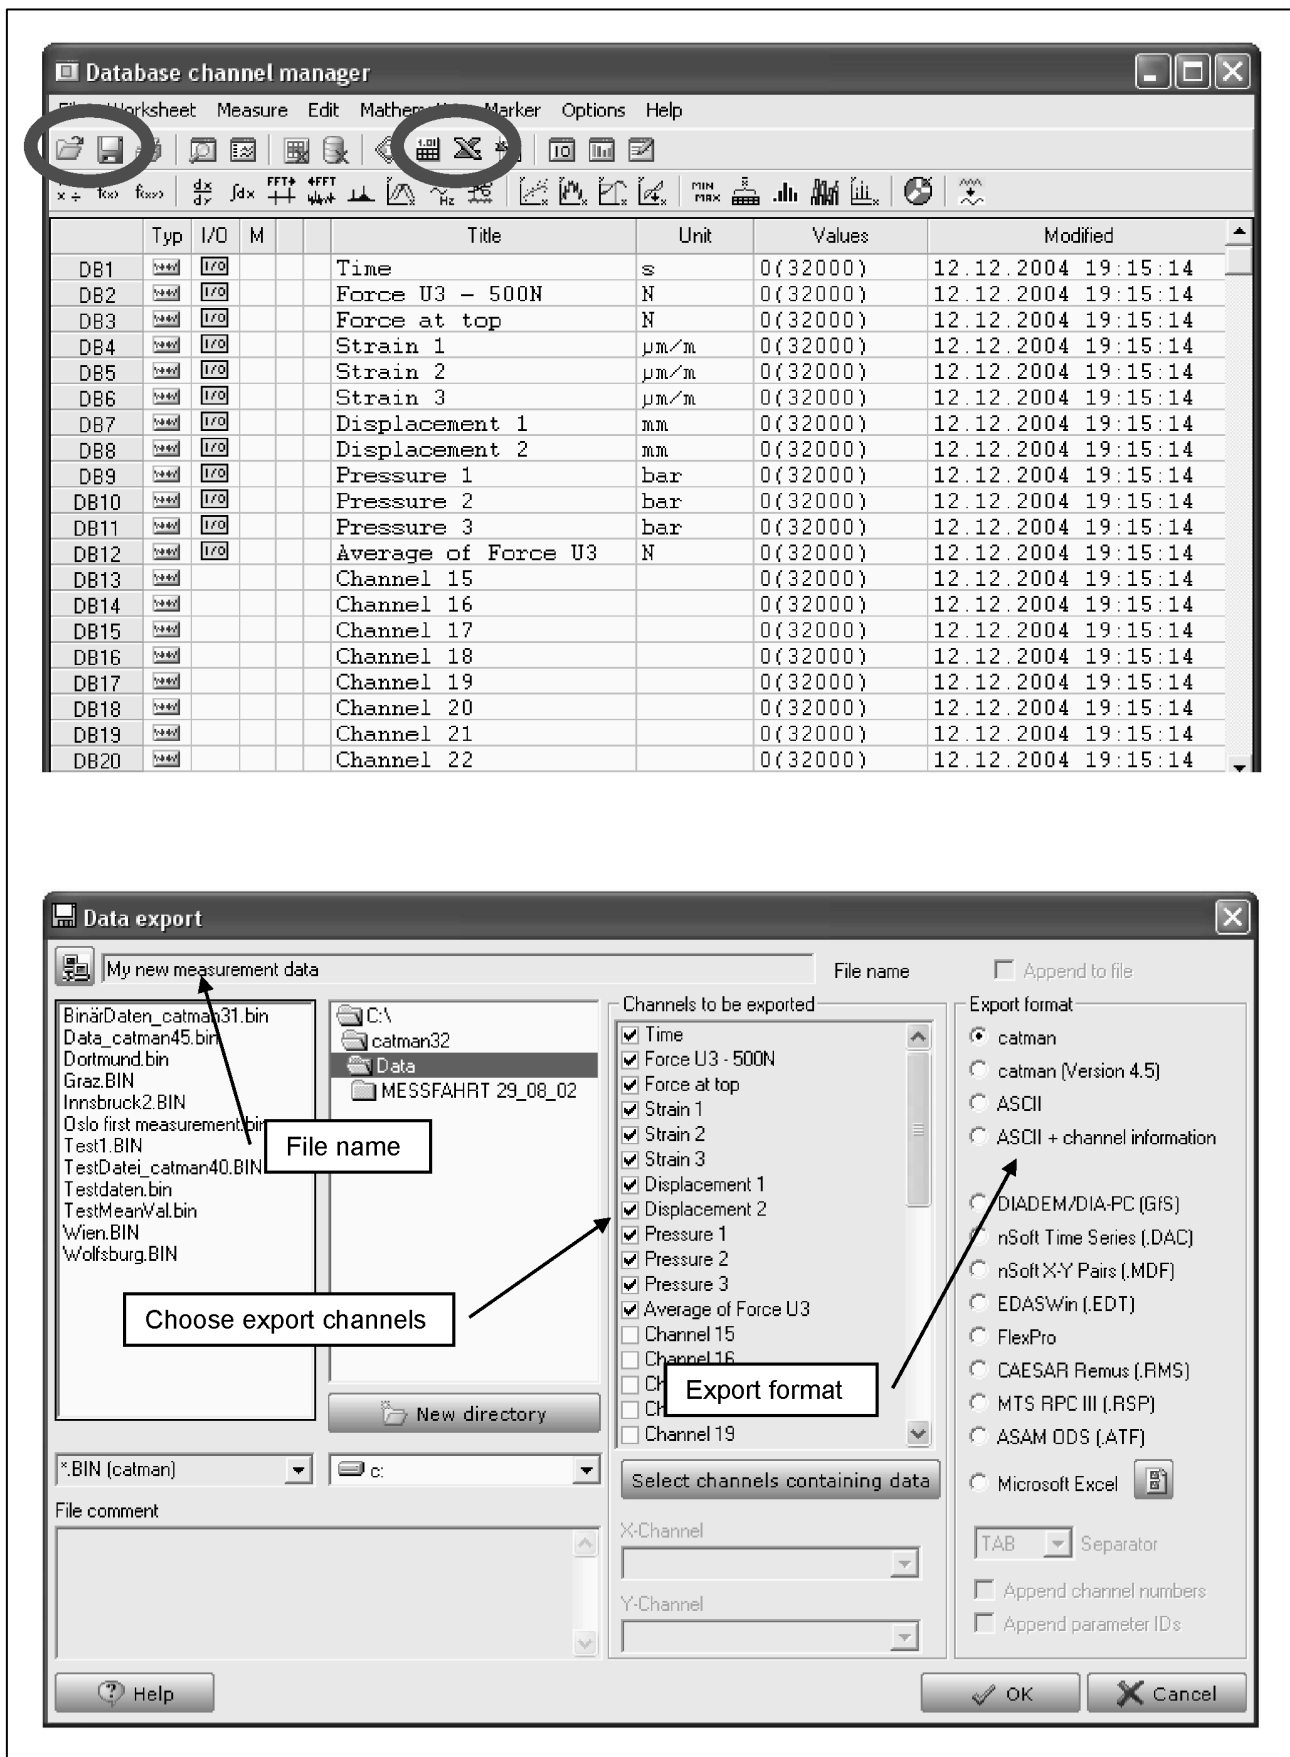 Database channel manager
Measure Edit Marker Options Help
Typ I/O M Title Unit Values Modified
DB1 I/O Time s 0(32000) 12.12.2004 19:15:14
DB2 I/O Force U3 - 500N N 0(32000) 12.12.2004 19:15:14
DB3 I/O Force at top N 0(32000) 12.12.2004 19:15:14
DB4 I/O Strain 1 µm/m 0(32000) 12.12.2004 19:15:14
DB5 I/O Strain 2 µm/m 0(32000) 12.12.2004 19:15:14
DB6 I/O Strain 3 µm/m 0(32000) 12.12.2004 19:15:14
DB7 I/O Displacement 1 mm 0(32000) 12.12.2004 19:15:14
DB8 I/O Displacement 2 mm 0(32000) 12.12.2004 19:15:14
DB9 I/O Pressure 1 bar 0(32000) 12.12.2004 19:15:14
DB10 I/O Pressure 2 bar 0(32000) 12.12.2004 19:15:14
DB11 I/O Pressure 3 bar 0(32000) 12.12.2004 19:15:14
DB12 I/O Average of Force U3 N 0(32000) 12.12.2004 19:15:14
DB13 Channel 15 0(32000) 12.12.2004 19:15:14
DB14 Channel 16 0(32000) 12.12.2004 19:15:14
DB15 Channel 17 0(32000) 12.12.2004 19:15:14
DB16 Channel 18 0(32000) 12.12.2004 19:15:14
DB17 Channel 19 0(32000) 12.12.2004 19:15:14
DB18 Channel 20 0(32000) 12.12.2004 19:15:14
DB19 Channel 21 0(32000) 12.12.2004 19:15:14
DB20 Channel 22 0(32000) 12.12.2004 19:15:14
Data export
My new measurement data
File name
Append to file
BinärDaten_catman31.bin
Data_catman45.bin
Dortmund.bin
Graz.BIN
Innsbruck2.BIN
Oslo first measurement.bin
Test1.BIN
TestDatei_catman40.BIN
Testdaten.bin
TestMeanVal.bin
Wien.BIN
Wolfsburg.BIN
C:\
catman32
Data
MESSFAHRT 29_08_02
File name
Choose export channels
New directory
*.BIN (catman)
c:
File comment
Channels to be exported
Time
Force U3 - 500N
Force at top
Strain 1
Strain 2
Strain 3
Displacement 1
Displacement 2
Pressure 1
Pressure 2
Pressure 3
Average of Force U3
Channel 15
Channel 16
Channel 19
Export format
Select channels containing data
X-Channel
Y-Channel
Export format
catman
catman (Version 4.5)
ASCII
ASCII + channel information
DIADEM/DIA-PC (GfS)
nSoft Time Series (.DAC)
nSoft X-Y Pairs (.MDF)
EDASWin (.EDT)
FlexPro
CAESAR Remus (.RMS)
MTS RPC III (.RSP)
ASAM ODS (.ATF)
Microsoft Excel
TAB Separator
Append channel numbers
Append parameter IDs
Help
OK
Cancel